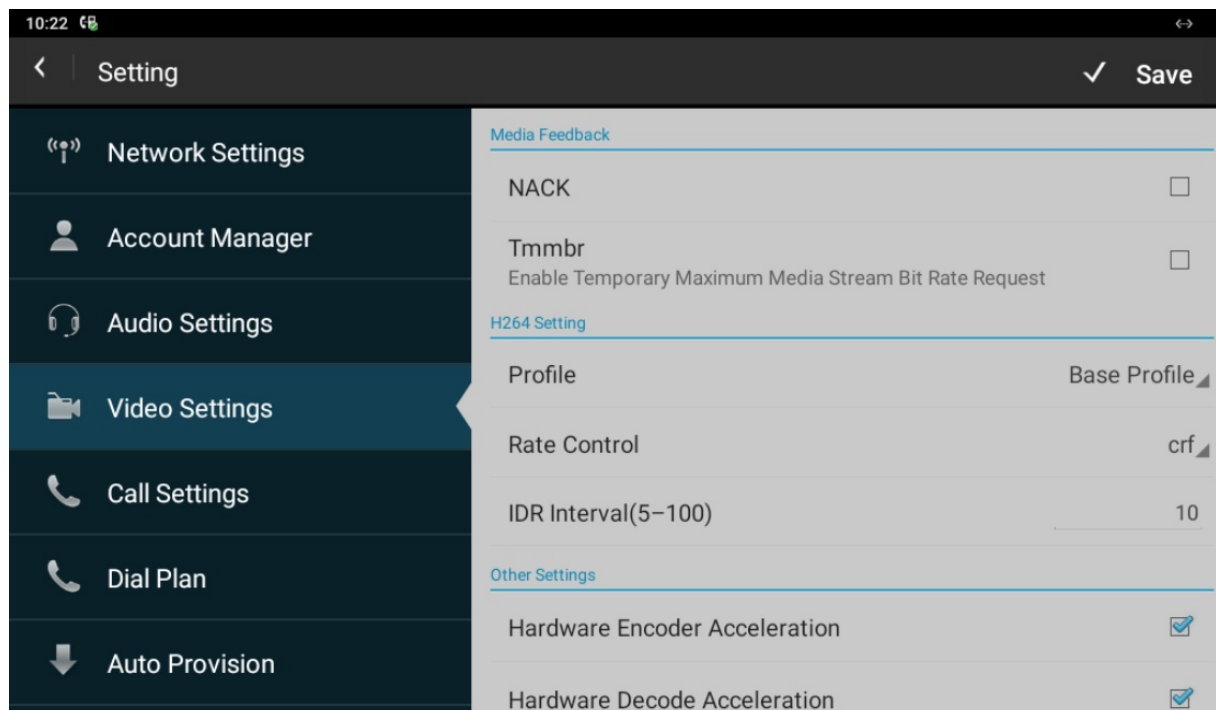 10:22
Setting
Save
Network Settings
Account Manager
Audio Settings
Video Settings
Call Settings
Dial Plan
Auto Provision
Media Feedback
NACK
Tmmbr
Enable Temporary Maximum Media Stream Bit Rate Request
H264 Setting
Profile Base Profile
Rate Control crf
IDR Interval(5–100) 10
Other Settings
Hardware Encoder Acceleration
Hardware Decode Acceleration